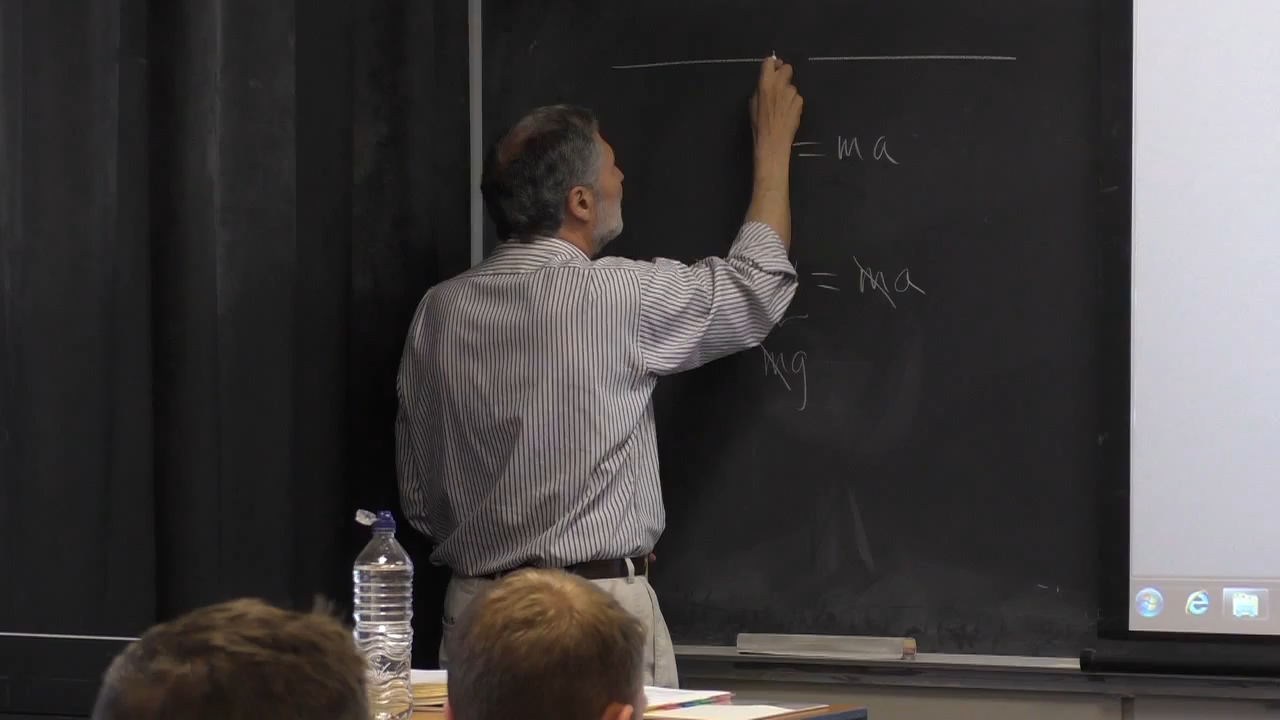 = ma
= ma
mg